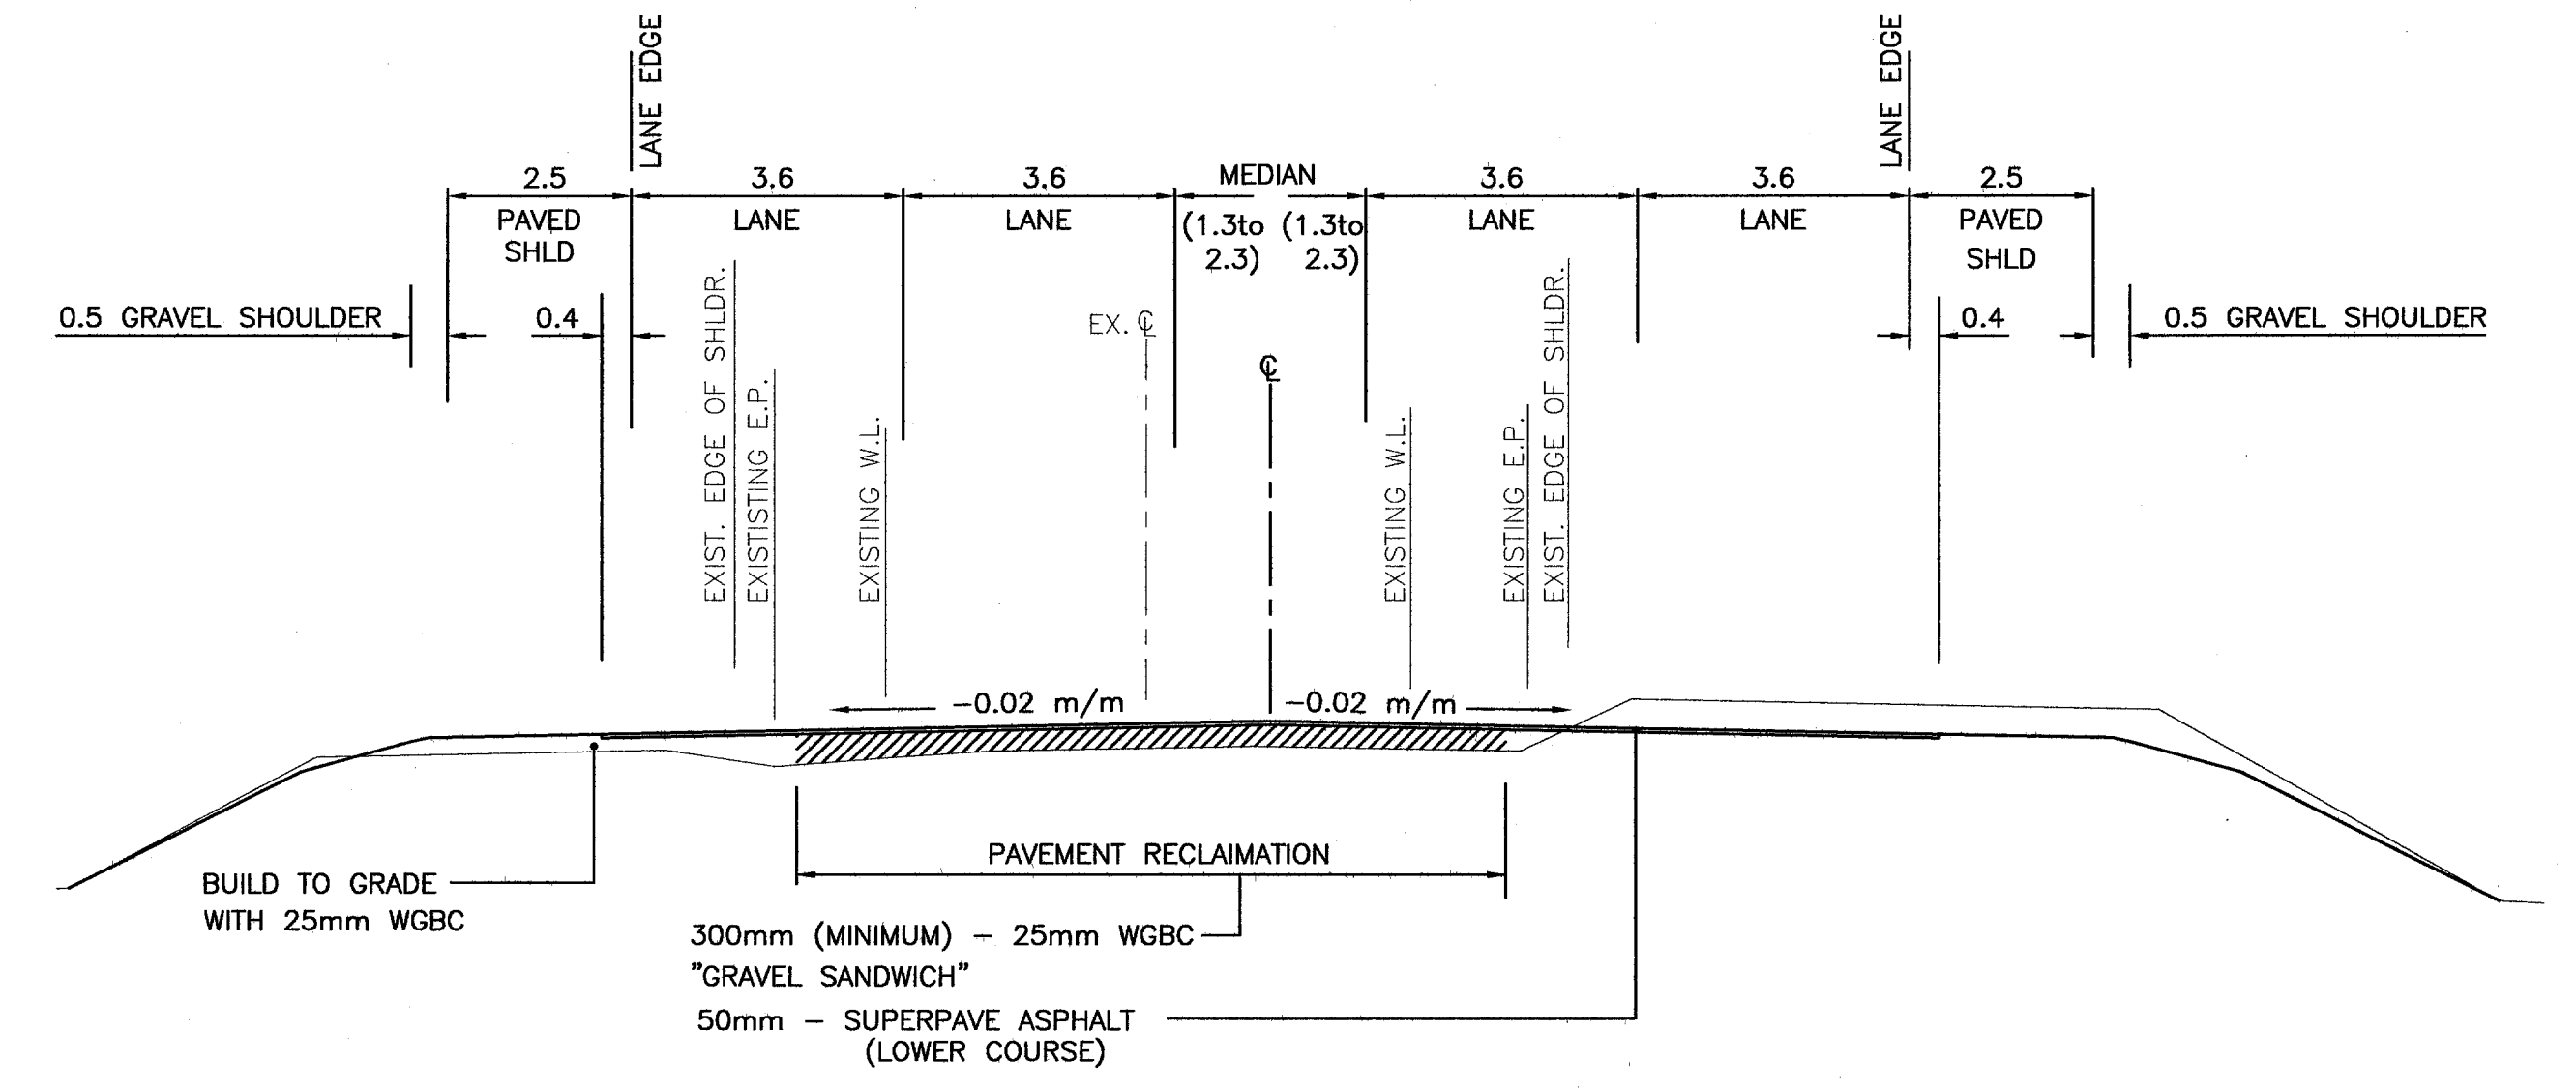 LANE EDGE
LANE EDGE
2.5
3.6
3.6
MEDIAN
3.6
3.6
2.5
PAVED
SHLD
LANE
LANE
(1.3to
2.3)
(1.3to
2.3)
LANE
LANE
PAVED
SHLD
0.5 GRAVEL SHOULDER
0.4
EX. ℄
℄
0.4
0.5 GRAVEL SHOULDER
EXIST. EDGE OF SHLDR.
EXISTISTING E.P.
EXISTING W.L.
EXISTING W.L.
EXISTING E.P.
EXIST. EDGE OF SHLDR.
-0.02 m/m
-0.02 m/m
PAVEMENT RECLAIMATION
BUILD TO GRADE
WITH 25mm WGBC
300mm (MINIMUM) - 25mm WGBC
"GRAVEL SANDWICH"
50mm - SUPERPAVE ASPHALT
(LOWER COURSE)